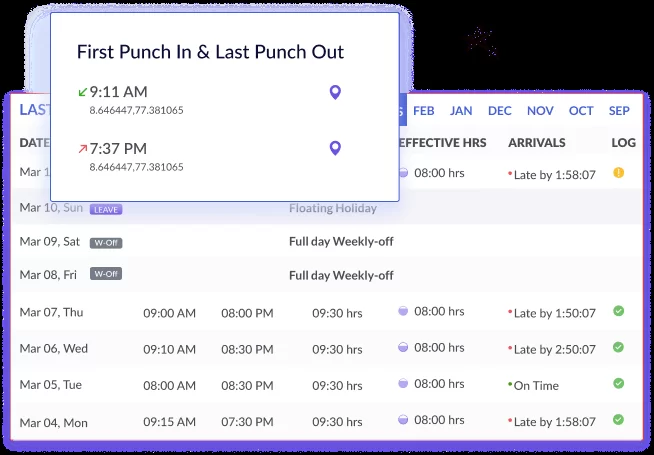 First Punch In & Last Punch Out
9:11 AM
8.646447,77.381065
7:37 PM
8.646447,77.381065
LAST
S FEB JAN DEC NOV OCT SEP
DATE EFFECTIVE HRS ARRIVALS LOG
Mar 1 08:00 hrs Late by 1:58:07
Mar 10, Sun LEAVE Floating Holiday
Mar 09, Sat W-Off Full day Weekly-off
Mar 08, Fri W-Off Full day Weekly-off
Mar 07, Thu 09:00 AM 08:00 PM 09:30 hrs 08:00 hrs Late by 1:50:07
Mar 06, Wed 09:10 AM 08:30 PM 09:30 hrs 08:00 hrs Late by 2:50:07
Mar 05, Tue 08:00 AM 08:30 PM 09:30 hrs 08:00 hrs On Time
Mar 04, Mon 09:15 AM 07:30 PM 09:30 hrs 08:00 hrs Late by 1:58:07